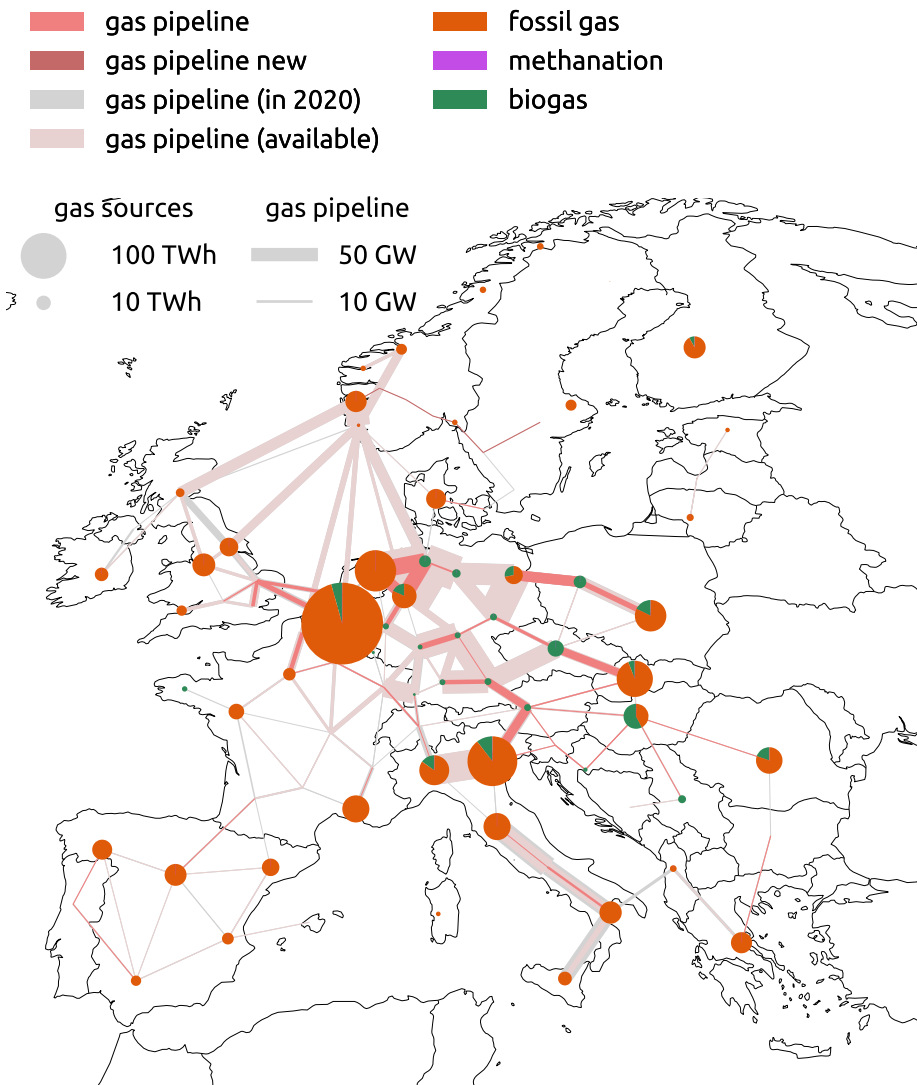 gas pipeline
gas pipeline new
gas pipeline (in 2020)
gas pipeline (available)
fossil gas
methanation
biogas
gas sources
100 TWh
10 TWh
gas pipeline
50 GW
10 GW